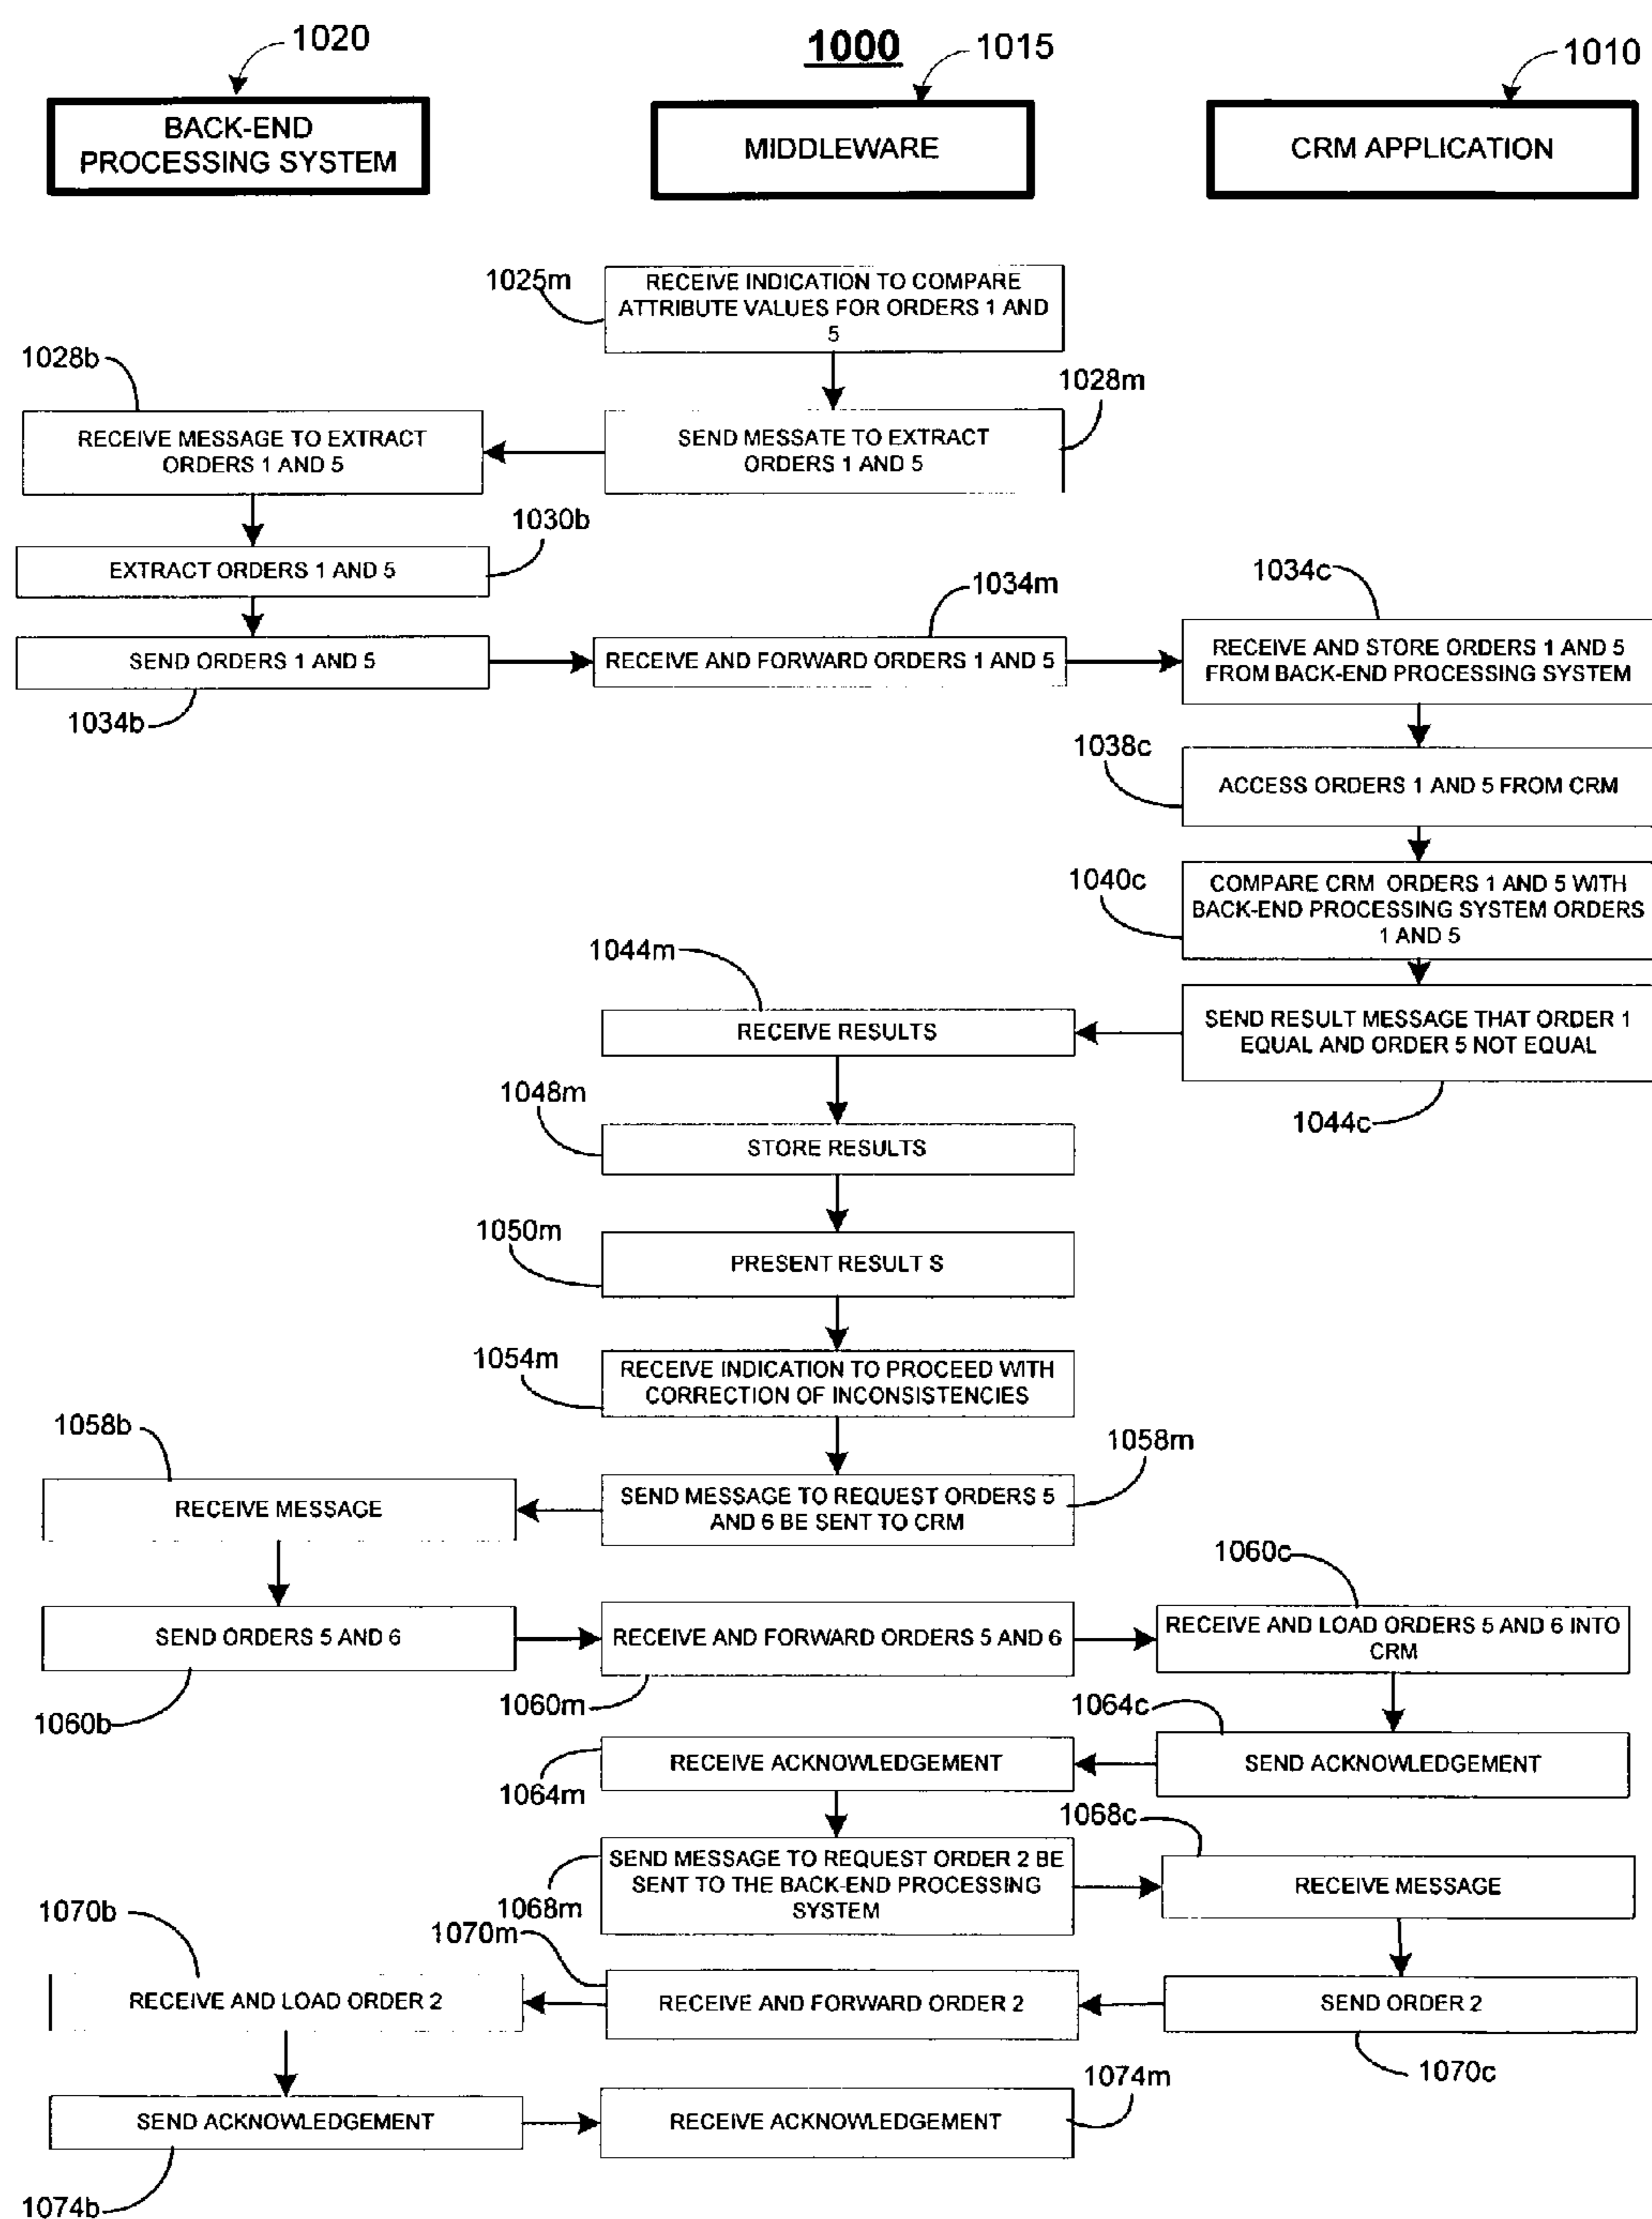 1020
1000
1015
1010
BACK-END
PROCESSING SYSTEM
MIDDLEWARE
CRM APPLICATION
1025m
RECEIVE INDICATION TO COMPARE
ATTRIBUTE VALUES FOR ORDERS 1 AND
5
1028b
1028m
RECEIVE MESSAGE TO EXTRACT
ORDERS 1 AND 5
SEND MESSATE TO EXTRACT
ORDERS 1 AND 5
1030b
EXTRACT ORDERS 1 AND 5
1034m
1034c
SEND ORDERS 1 AND 5
RECEIVE AND FORWARD ORDERS 1 AND 5
RECEIVE AND STORE ORDERS 1 AND 5
FROM BACK-END PROCESSING SYSTEM
1034b
1038c
ACCESS ORDERS 1 AND 5 FROM CRM
1040c
COMPARE CRM ORDERS 1 AND 5 WITH
BACK-END PROCESSING SYSTEM ORDERS
1 AND 5
1044m
RECEIVE RESULTS
SEND RESULT MESSAGE THAT ORDER 1
EQUAL AND ORDER 5 NOT EQUAL
1044c
1048m
STORE RESULTS
1050m
PRESENT RESULT S
1054m
RECEIVE INDICATION TO PROCEED WITH
CORRECTION OF INCONSISTENCIES
1058b
1058m
RECEIVE MESSAGE
SEND MESSAGE TO REQUEST ORDERS 5
AND 6 BE SENT TO CRM
1060c
SEND ORDERS 5 AND 6
RECEIVE AND FORWARD ORDERS 5 AND 6
RECEIVE AND LOAD ORDERS 5 AND 6 INTO
CRM
1060b
1060m
1064c
RECEIVE ACKNOWLEDGEMENT
SEND ACKNOWLEDGEMENT
1064m
1068c
SEND MESSAGE TO REQUEST ORDER 2 BE
SENT TO THE BACK-END PROCESSING
SYSTEM
RECEIVE MESSAGE
1068m
1070b
1070m
RECEIVE AND LOAD ORDER 2
RECEIVE AND FORWARD ORDER 2
SEND ORDER 2
1070c
1074m
SEND ACKNOWLEDGEMENT
RECEIVE ACKNOWLEDGEMENT
1074b